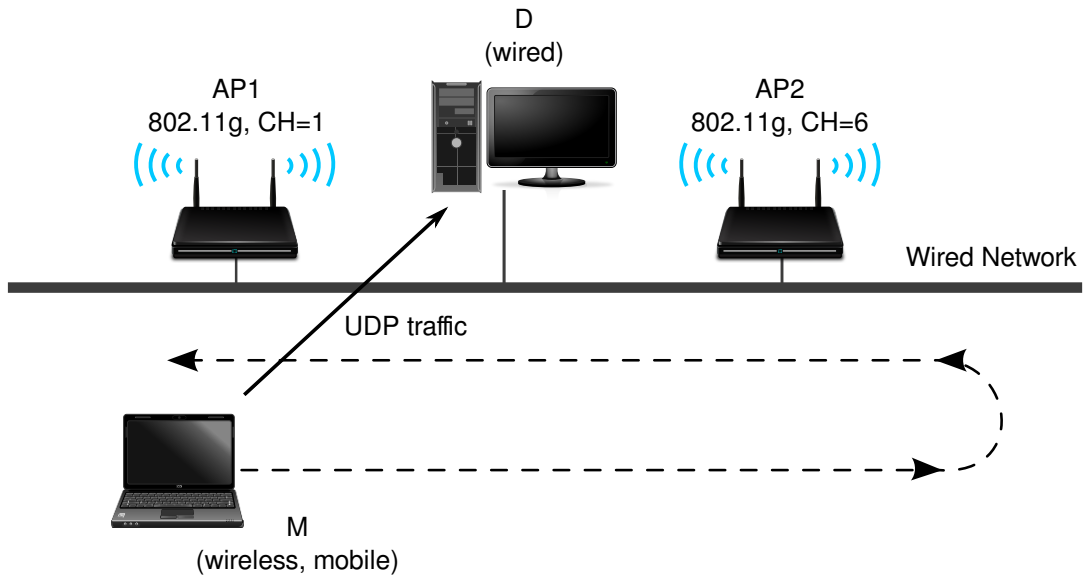 D
(wired)
AP1
802.11g, CH=1
AP2
802.11g, CH=6
Wired Network
UDP traffic
M
(wireless, mobile)